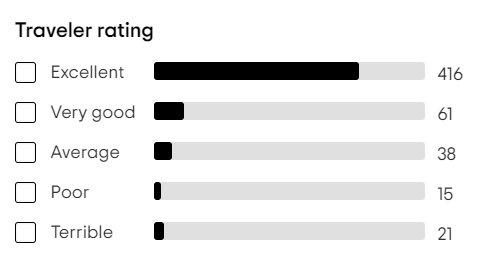 Traveler rating
Excellent 416
Very good 61
Average 38
Poor 15
Terrible 21